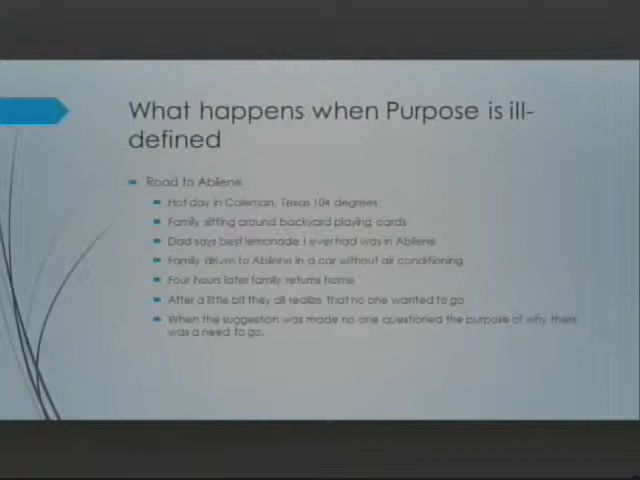 What happens when Purpose is ill-
defined
Road to Abilene
Hot day in Coleman, Texas 104 degrees
Family sitting around backyard playing cards
Dad says best lemonade I ever had was in Abilene
Family drives to Abilene in a car without air conditioning
Four hours later family returns home
After a little bit they all realize that no one wanted to go
When the suggestion was made no one questioned the purpose of why there
was a need to go.